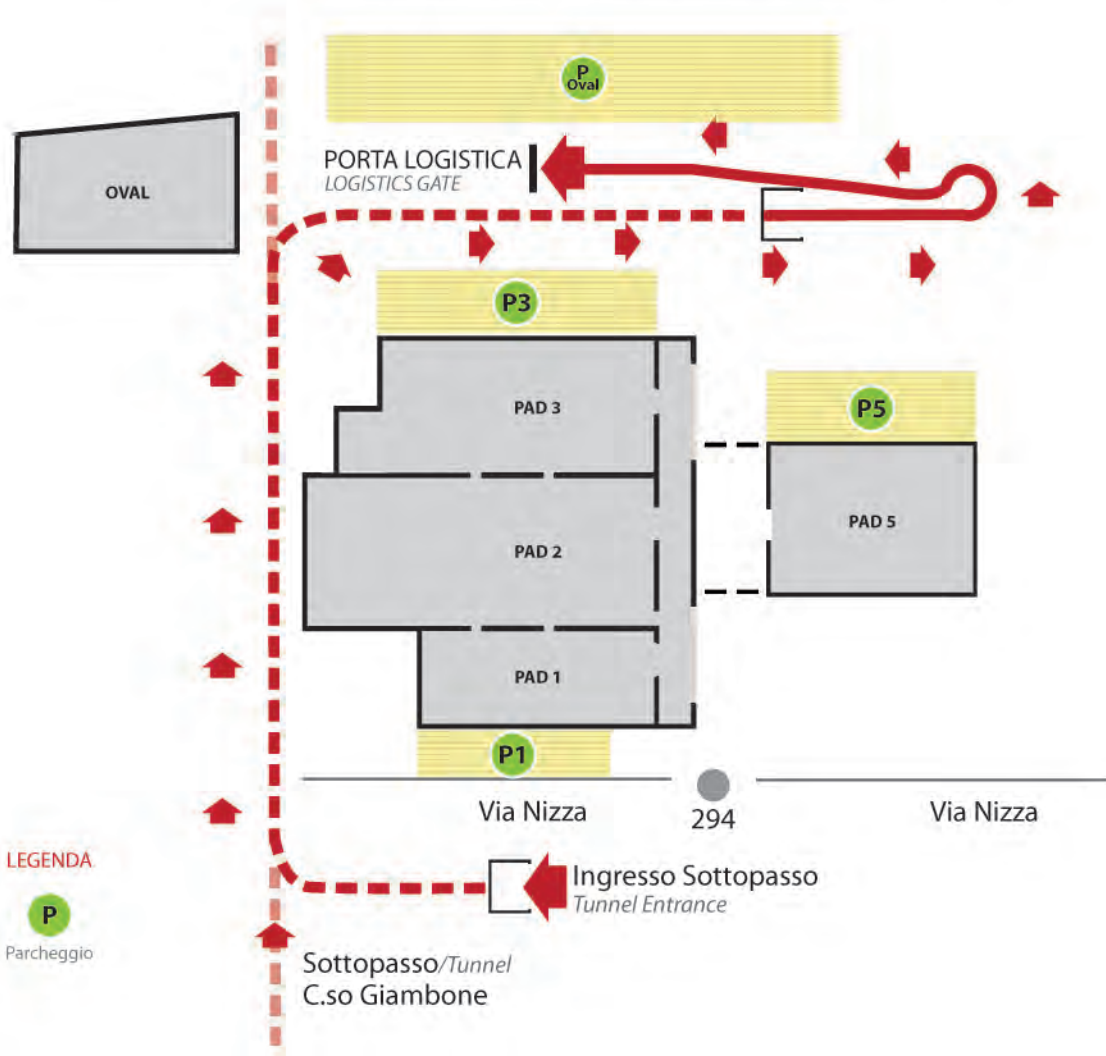 P
Oval
PORTA LOGISTICA
LOGISTICS GATE
OVAL
P3
PAD 3
P5
PAD 5
PAD 2
PAD 1
P1
Via Nizza
294
Via Nizza
LEGENDA
P
Parcheggio
Ingresso Sottopasso
Tunnel Entrance
Sottopasso/Tunnel
C.so Giambone